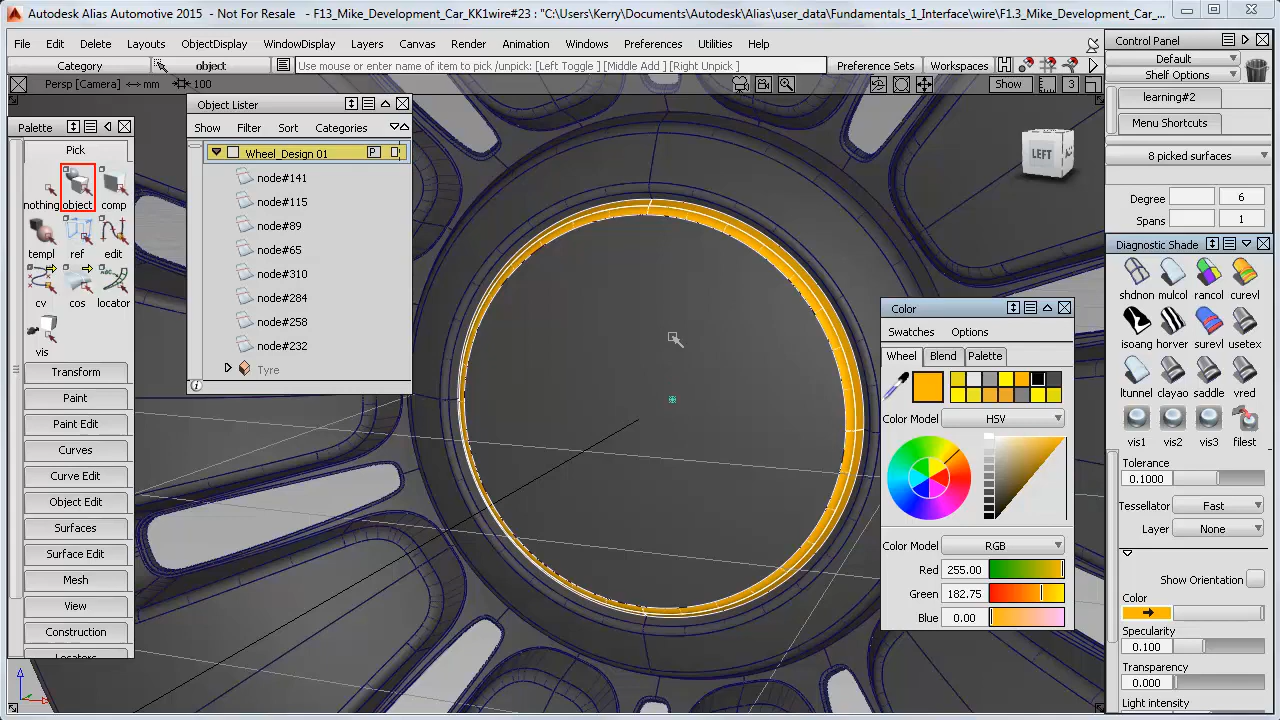 Autodesk Alias Automotive 2015 - Not For Resale - F13_Mike_Development_Car_KK1wire#23 : "C:\Users\Kerry\Documents\Autodesk\Alias\user_data\Fundamentals_1_Interface\wire\F1.3_Mike_Development_Car_...
File Edit Delete Layouts ObjectDisplay WindowDisplay Layers Canvas Render Animation Windows Preferences Utilities Help
Category object Use mouse or enter name of item to pick /unpick: [Left Toggle ] [Middle Add ] [Right Unpick ] Preference Sets Workspaces
Persp [Camera] mm 100 Show 3
Control Panel
Default
Shelf Options
learning#2
Menu Shortcuts
8 picked surfaces
Degree 6
Spans 1
Palette
Pick
nothing object comp
templ ref edit
cv cos locator
vis
Transform
Paint
Paint Edit
Curves
Curve Edit
Object Edit
Surfaces
Surface Edit
Mesh
View
Construction
Locators
Object Lister
Show Filter Sort Categories
Wheel_Design 01 P
node#141
node#115
node#89
node#65
node#310
node#284
node#258
node#232
Tyre
LEFT
Color
Swatches Options
Wheel Blend Palette
Color Model HSV
Color Model RGB
Red 255.00
Green 182.75
Blue 0.00
Diagnostic Shade
shdnon mulcol rancol curevl
isoang horver surevl usetex
ltunnel clayao saddle vred
vis1 vis2 vis3 filest
Tolerance
0.1000
Tessellator Fast
Layer None
Show Orientation
Color
Specularity
0.100
Transparency
0.000
Light intensity